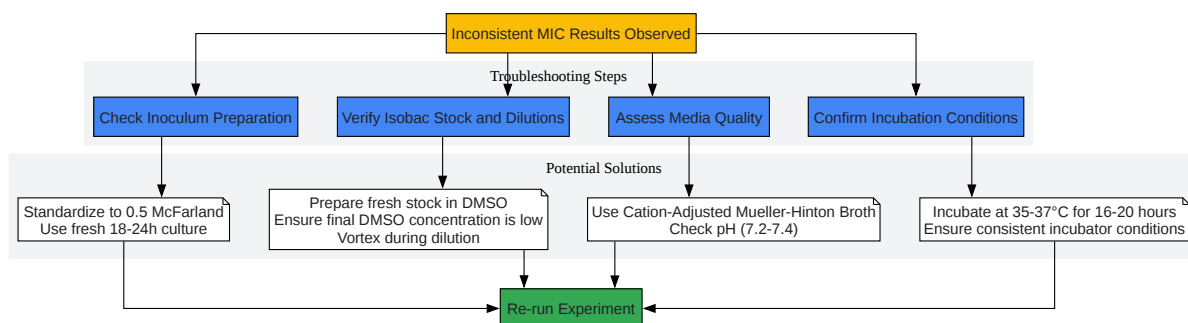 Inconsistent MIC Results Observed
Troubleshooting Steps
Check Inoculum Preparation
Verify Isobac Stock and Dilutions
Assess Media Quality
Confirm Incubation Conditions
Potential Solutions
Standardize to 0.5 McFarland
Use fresh 18-24h culture
Prepare fresh stock in DMSO
Ensure final DMSO concentration is low
Vortex during dilution
Use Cation-Adjusted Mueller-Hinton Broth
Check pH (7.2-7.4)
Incubate at 35-37°C for 16-20 hours
Ensure consistent incubator conditions
Re-run Experiment